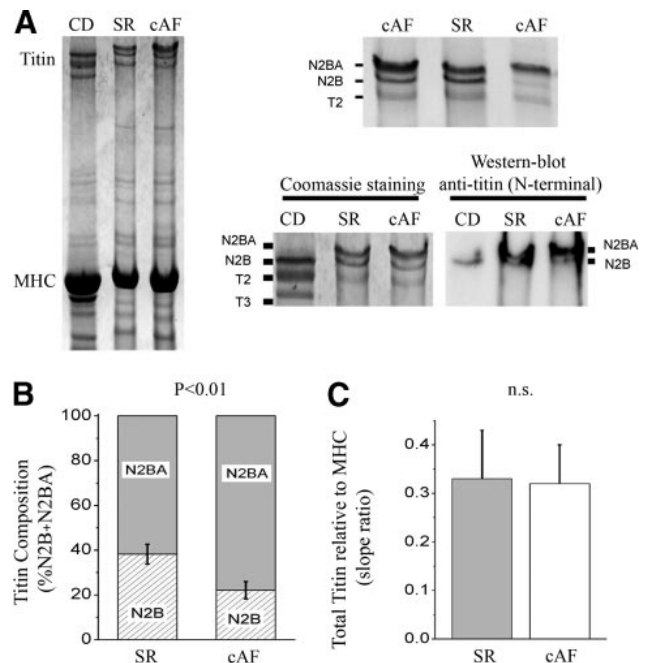 A
CD SR cAF
Titin
MHC
cAF SR cAF
N2BA
N2B
T2
Coomassie staining
Western-blot
anti-titin (N-terminal)
CD SR cAF
N2BA
N2B
T2
T3
CD SR cAF
N2BA
N2B
B
P<0.01
Titin Composition
(%N2B+N2BA)
100
80
60
40
20
0
N2BA
N2BA
N2B
N2B
SR cAF
C
n.s.
Total Titin relative to MHC
(slope ratio)
0.4
0.3
0.2
0.1
0.0
SR cAF